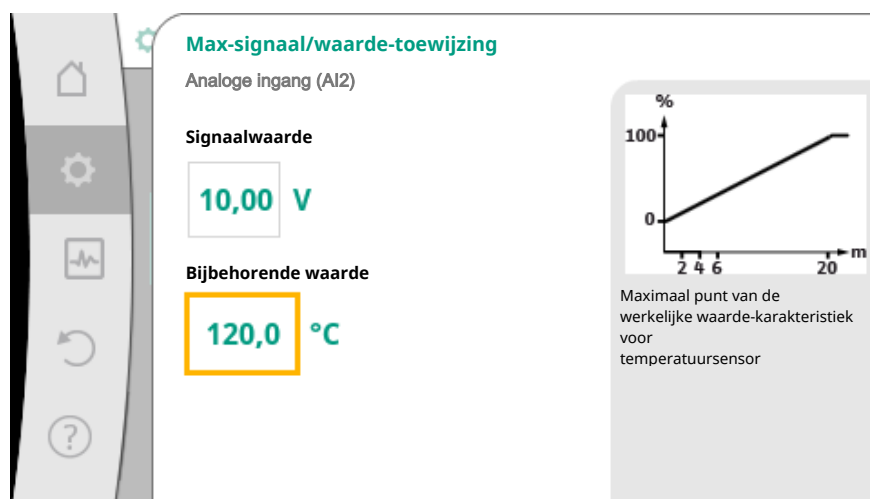 Max-signaal/waarde-toewijzing
Analoge ingang (AI2)
Signaalwaarde
10,00 V
Bijbehorende waarde
120,0 °C
%
100
0
2 4 6 20 m
Maximaal punt van de
werkelijke waarde-karakteristiek
voor
temperatuursensor
?